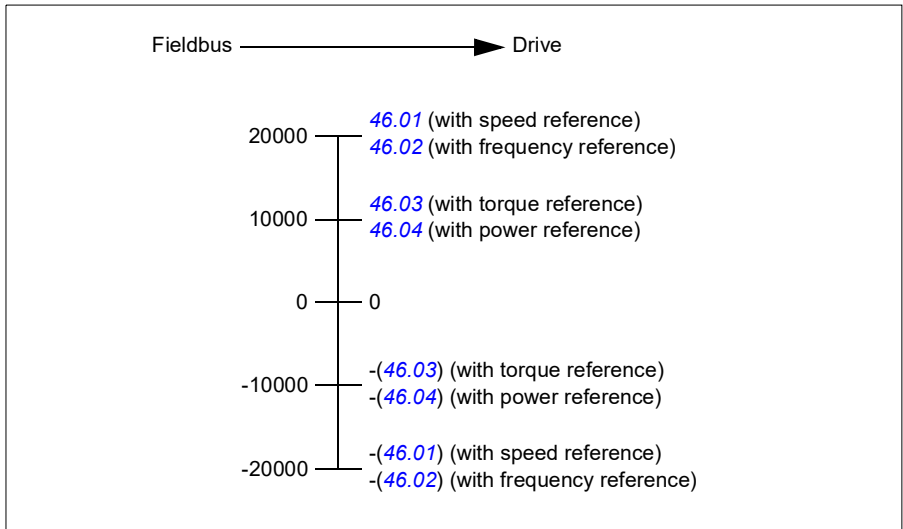 Fieldbus Drive
20000 46.01 (with speed reference)
46.02 (with frequency reference)
10000 46.03 (with torque reference)
46.04 (with power reference)
0 0
-10000 -(46.03) (with torque reference)
-(46.04) (with power reference)
-20000 -(46.01) (with speed reference)
-(46.02) (with frequency reference)